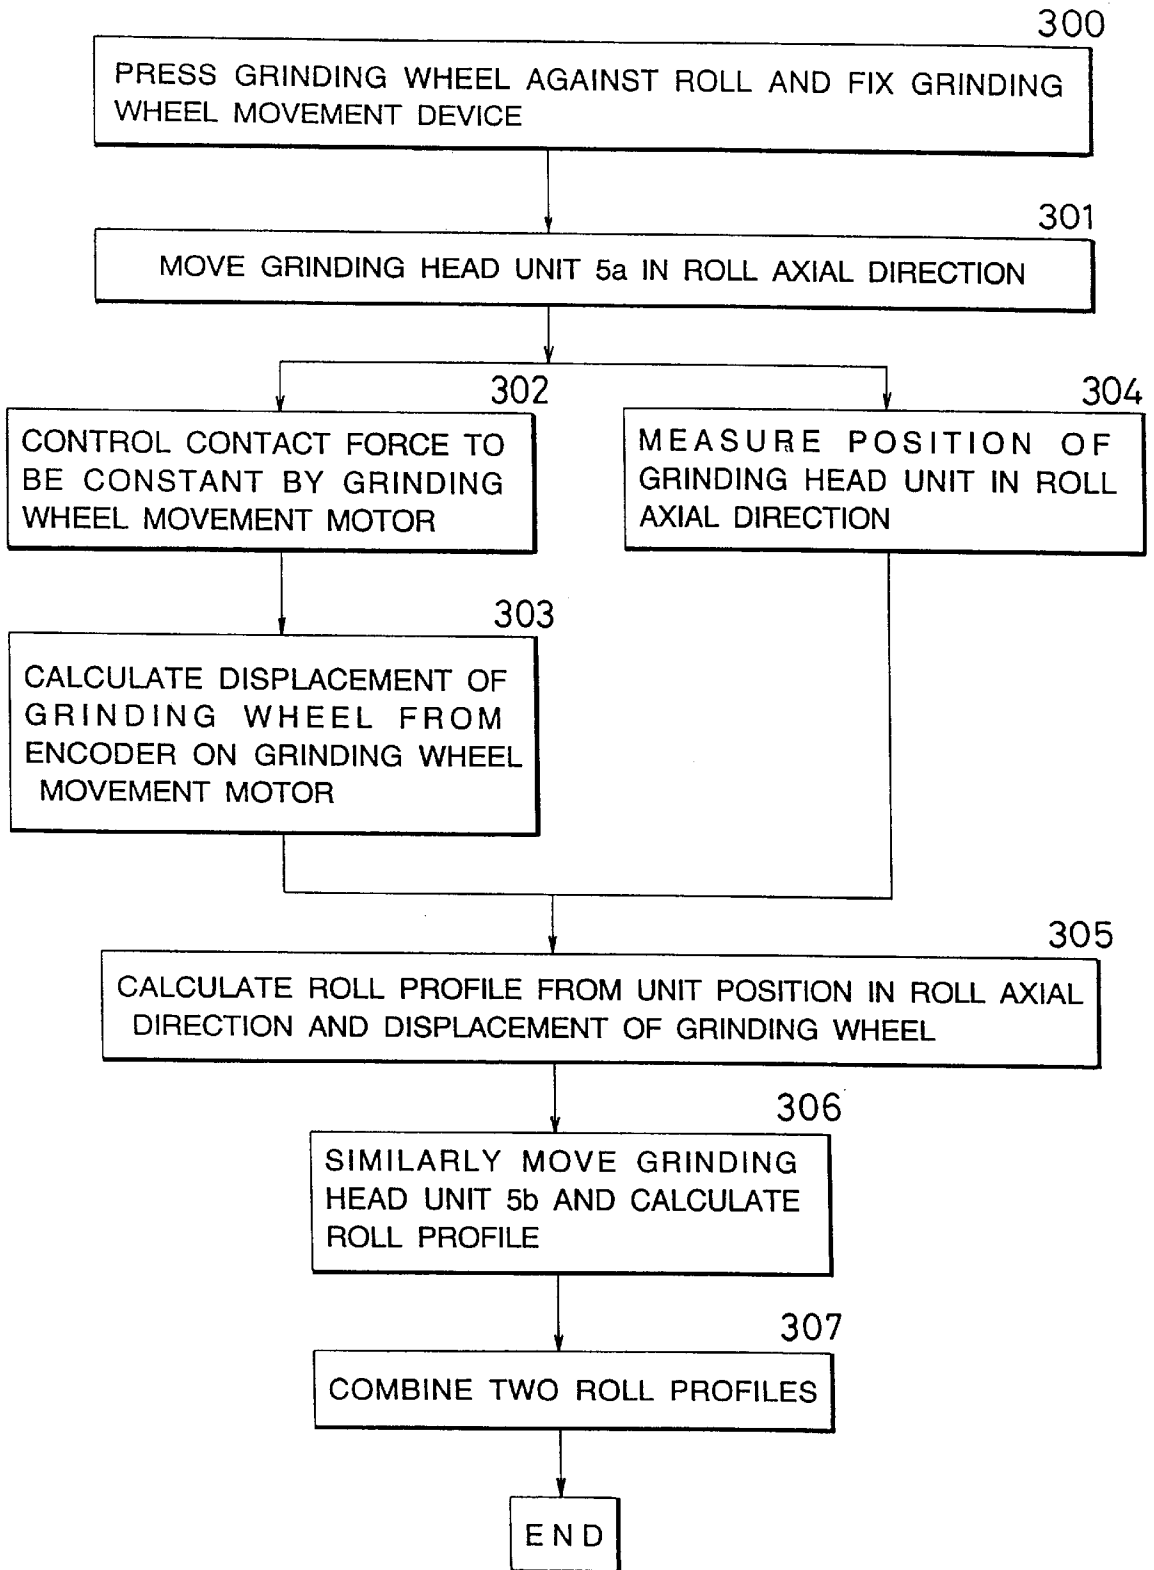 300
PRESS GRINDING WHEEL AGAINST ROLL AND FIX GRINDING
WHEEL MOVEMENT DEVICE
301
MOVE GRINDING HEAD UNIT 5a IN ROLL AXIAL DIRECTION
302
CONTROL CONTACT FORCE TO
BE CONSTANT BY GRINDING
WHEEL MOVEMENT MOTOR
304
MEASURE POSITION OF
GRINDING HEAD UNIT IN ROLL
AXIAL DIRECTION
303
CALCULATE DISPLACEMENT OF
GRINDING WHEEL FROM
ENCODER ON GRINDING WHEEL
MOVEMENT MOTOR
305
CALCULATE ROLL PROFILE FROM UNIT POSITION IN ROLL AXIAL
DIRECTION AND DISPLACEMENT OF GRINDING WHEEL
306
SIMILARLY MOVE GRINDING
HEAD UNIT 5b AND CALCULATE
ROLL PROFILE
307
COMBINE TWO ROLL PROFILES
END